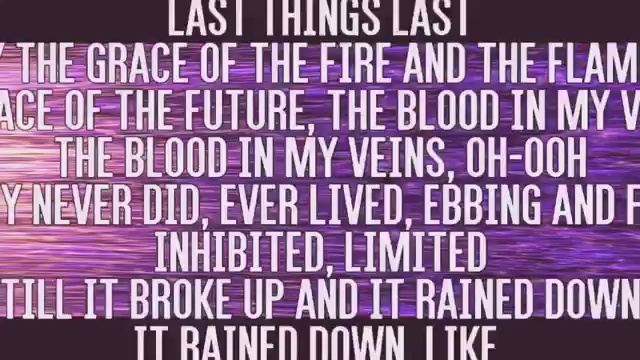 LAST THINGS LAST
THE GRACE OF THE FIRE AND THE FLAM
ACE OF THE FUTURE, THE BLOOD IN MY V
THE BLOOD IN MY VEINS, OH-OOH
Y NEVER DID, EVER LIVED, EBBING AND F
INHIBITED, LIMITED
TILL IT BROKE UP AND IT RAINED DOWN
IT RAINED DOWN, LIKE